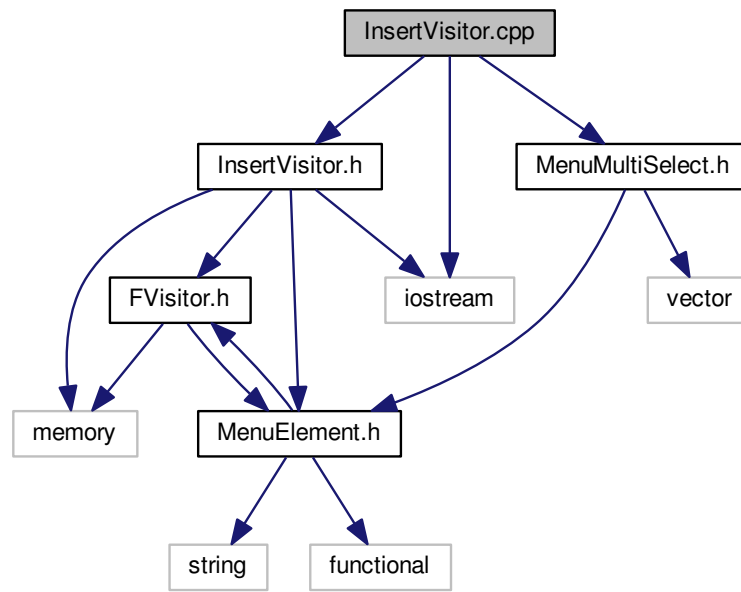 InsertVisitor.cpp
InsertVisitor.h
MenuMultiSelect.h
FVisitor.h
iostream
vector
memory
MenuElement.h
string
functional